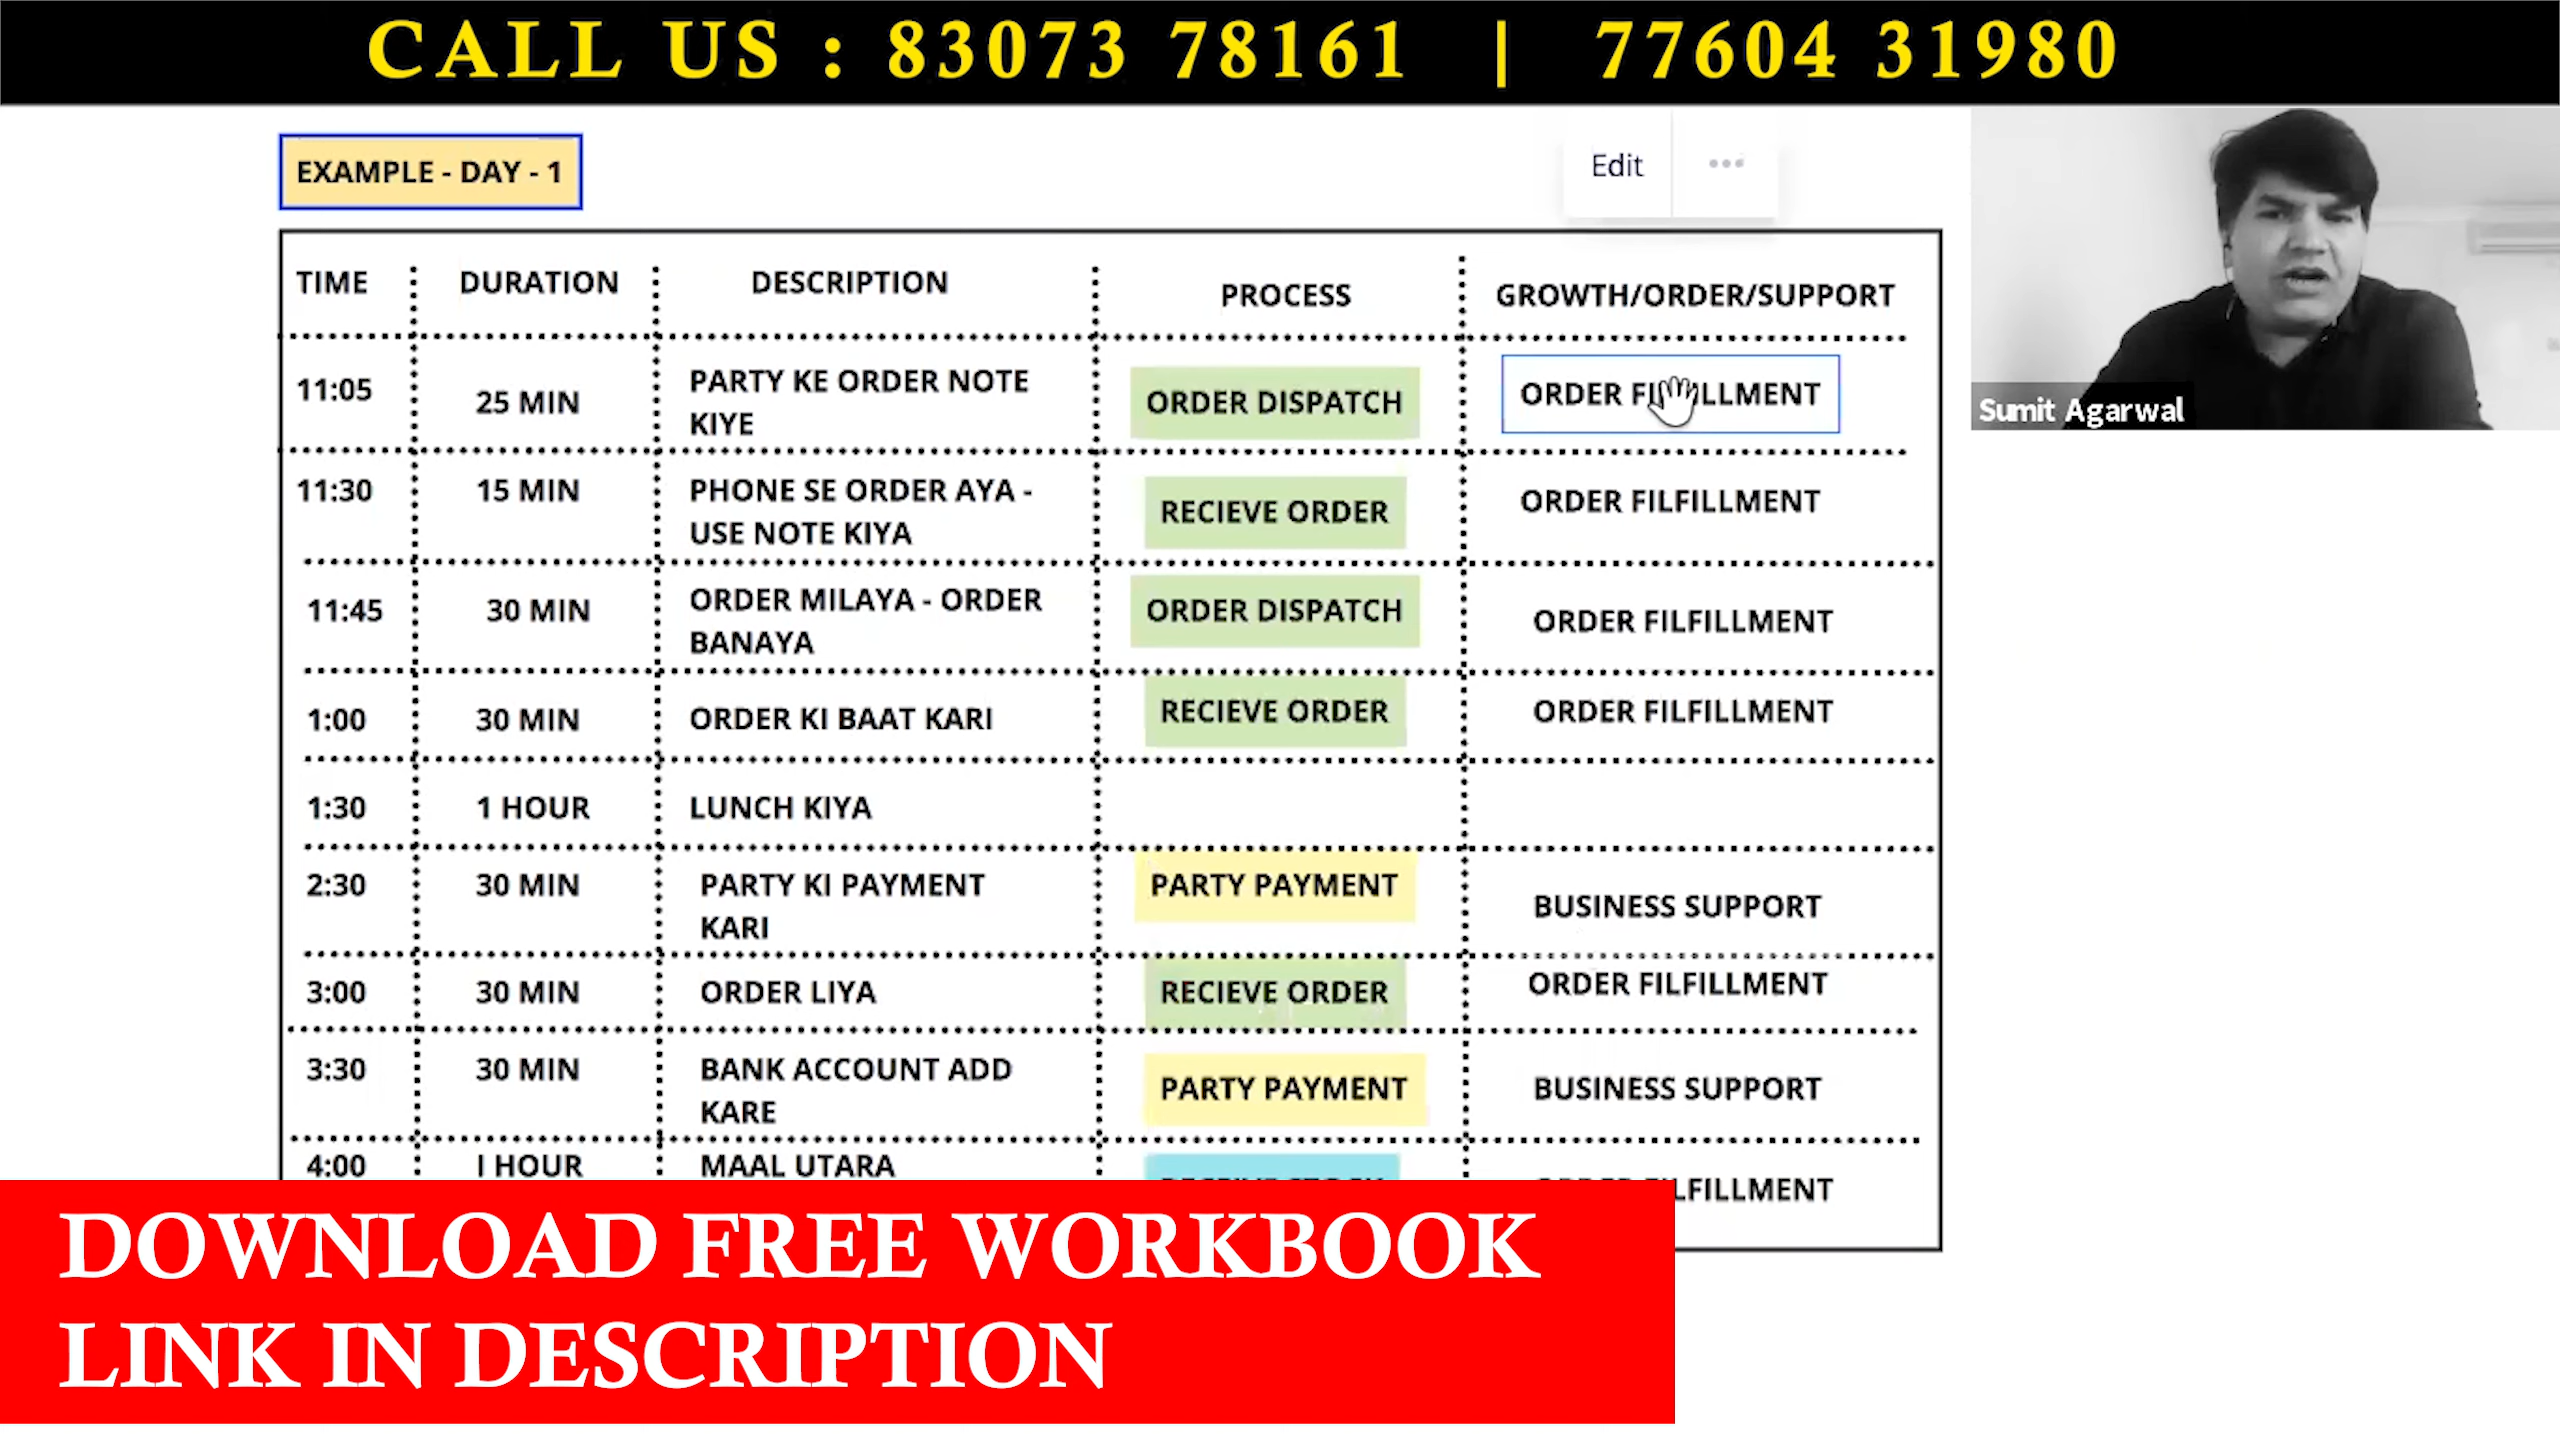 CALL US : 83073 78161 | 77604 31980
EXAMPLE - DAY - 1
Edit
TIME DURATION DESCRIPTION PROCESS GROWTH/ORDER/SUPPORT
11:05 25 MIN PARTY KE ORDER NOTE KIYE ORDER DISPATCH ORDER
11:30 15 MIN PHONE SE ORDER AYA - USE NOTE KIYA RECIEVE ORDER ORDER FILFILLMENT
11:45 30 MIN ORDER MILAYA - ORDER BANAYA ORDER DISPATCH ORDER FILFILLMENT
1:00 30 MIN ORDER KI BAAT KARI RECIEVE ORDER ORDER FILFILLMENT
1:30 1 HOUR LUNCH KIYA
2:30 30 MIN PARTY KI PAYMENT KARI PARTY PAYMENT BUSINESS SUPPORT
3:00 30 MIN ORDER LIYA RECIEVE ORDER ORDER FILFILLMENT
3:30 30 MIN BANK ACCOUNT ADD KARE PARTY PAYMENT BUSINESS SUPPORT
4:00 I HOUR MAAL UTARA
Sumit Agarwal
DOWNLOAD FREE WORKBOOK
LINK IN DESCRIPTION